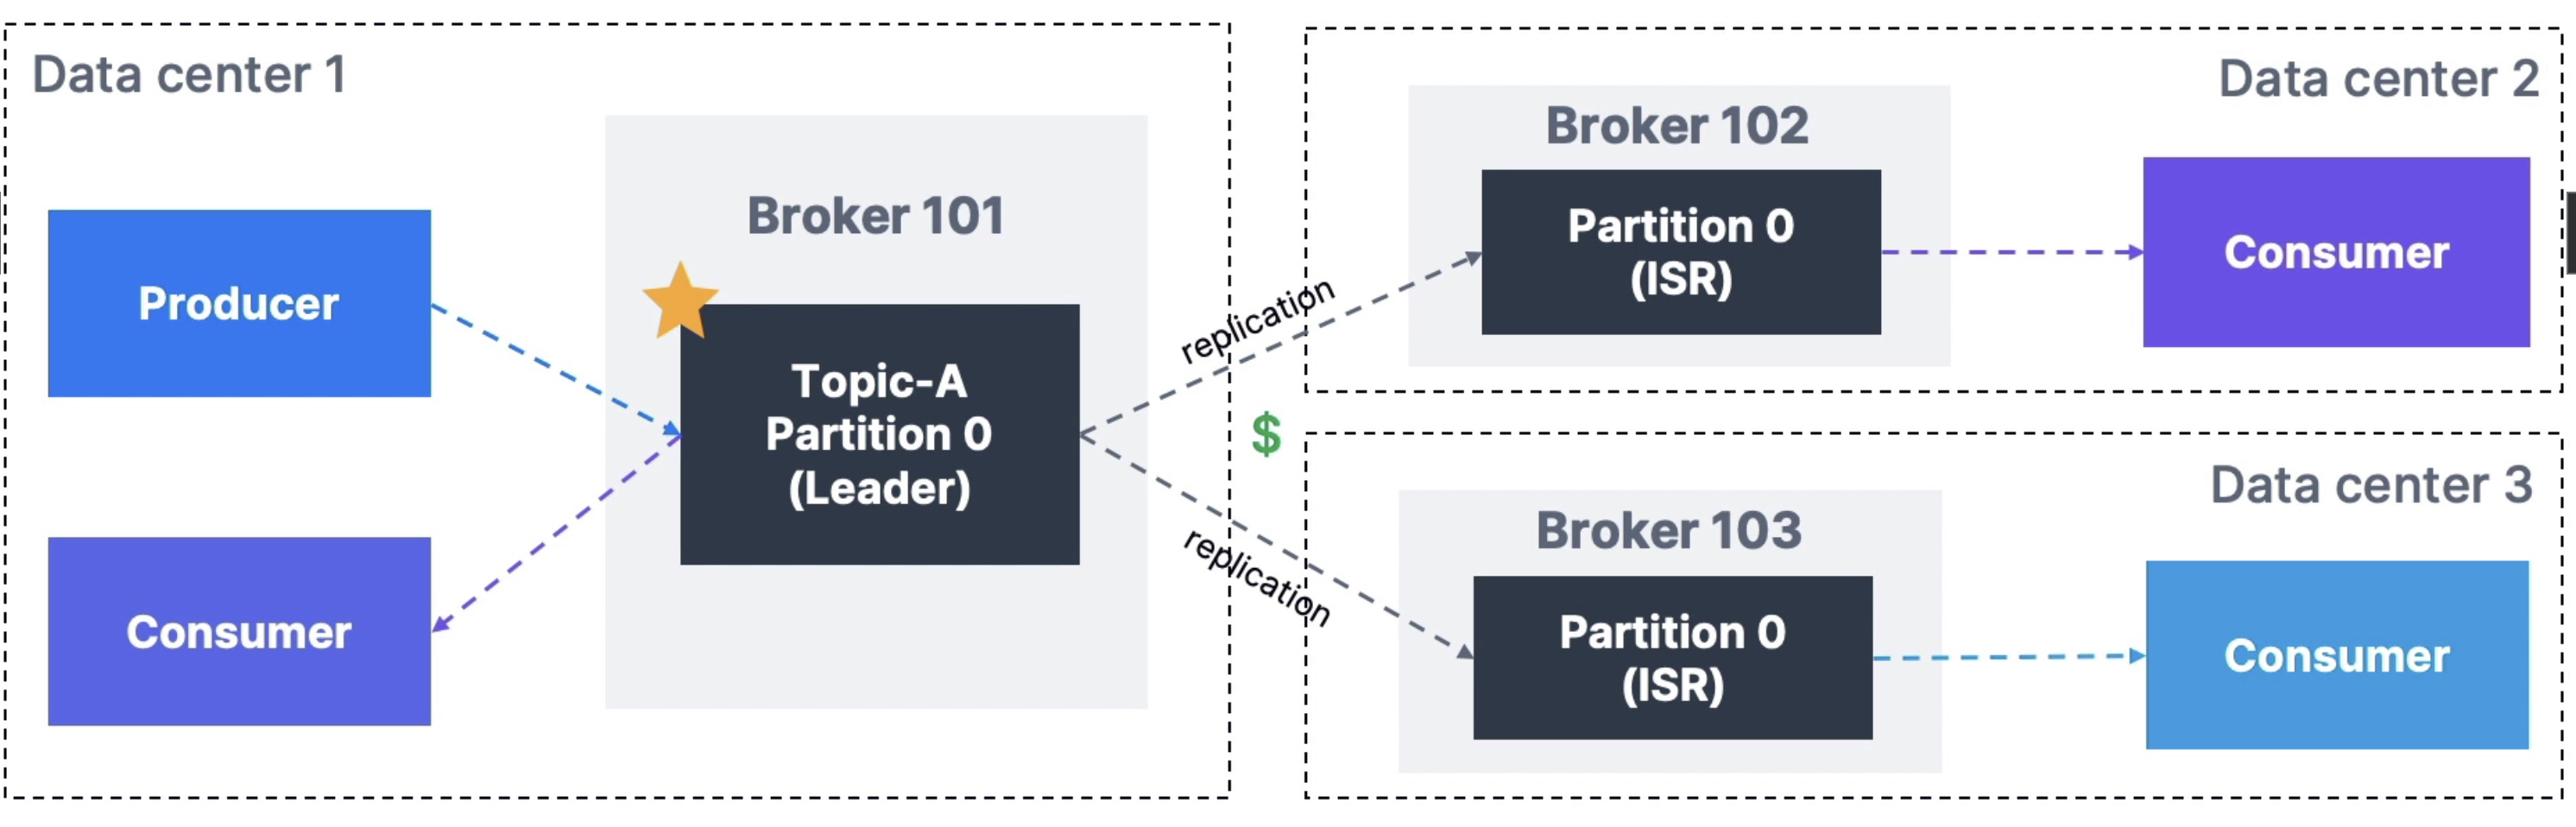 Data center 1
Producer
Consumer
Broker 101
Topic-A
Partition 0
(Leader)
replication
replication
$
Data center 2
Broker 102
Partition 0
(ISR)
Consumer
Data center 3
Broker 103
Partition 0
(ISR)
Consumer